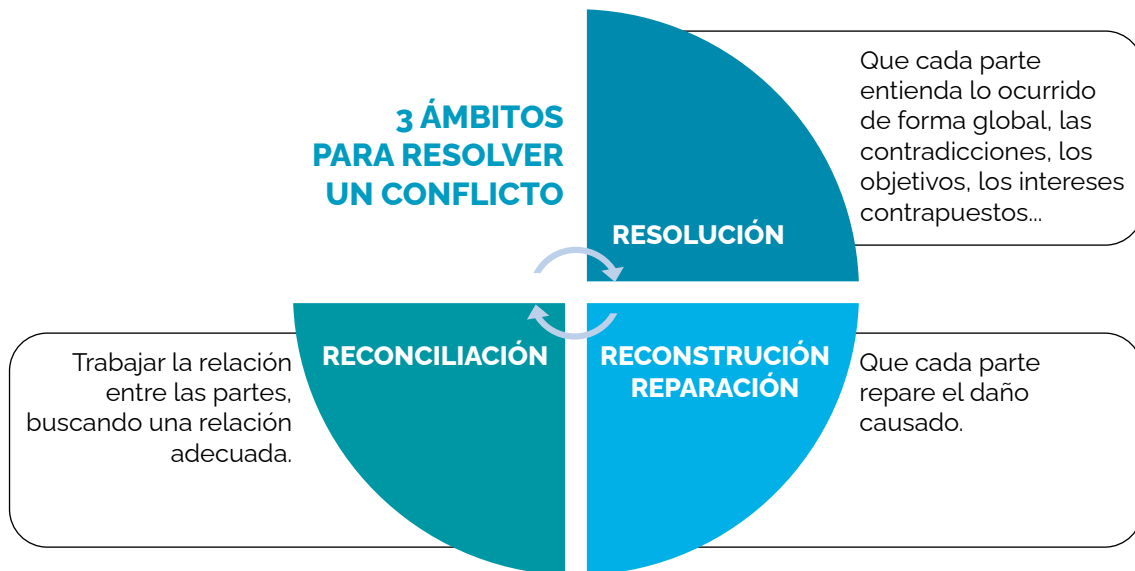 3 ÁMBITOS
PARA RESOLVER
UN CONFLICTO
RESOLUCIÓN
Que cada parte
entienda lo ocurrido
de forma global, las
contradicciones, los
objetivos, los intereses
contrapuestos...
RECONSTRUCIÓN
REPARACIÓN
Que cada parte
repare el daño
causado.
RECONCILIACIÓN
Trabajar la relación
entre las partes,
buscando una relación
adecuada.